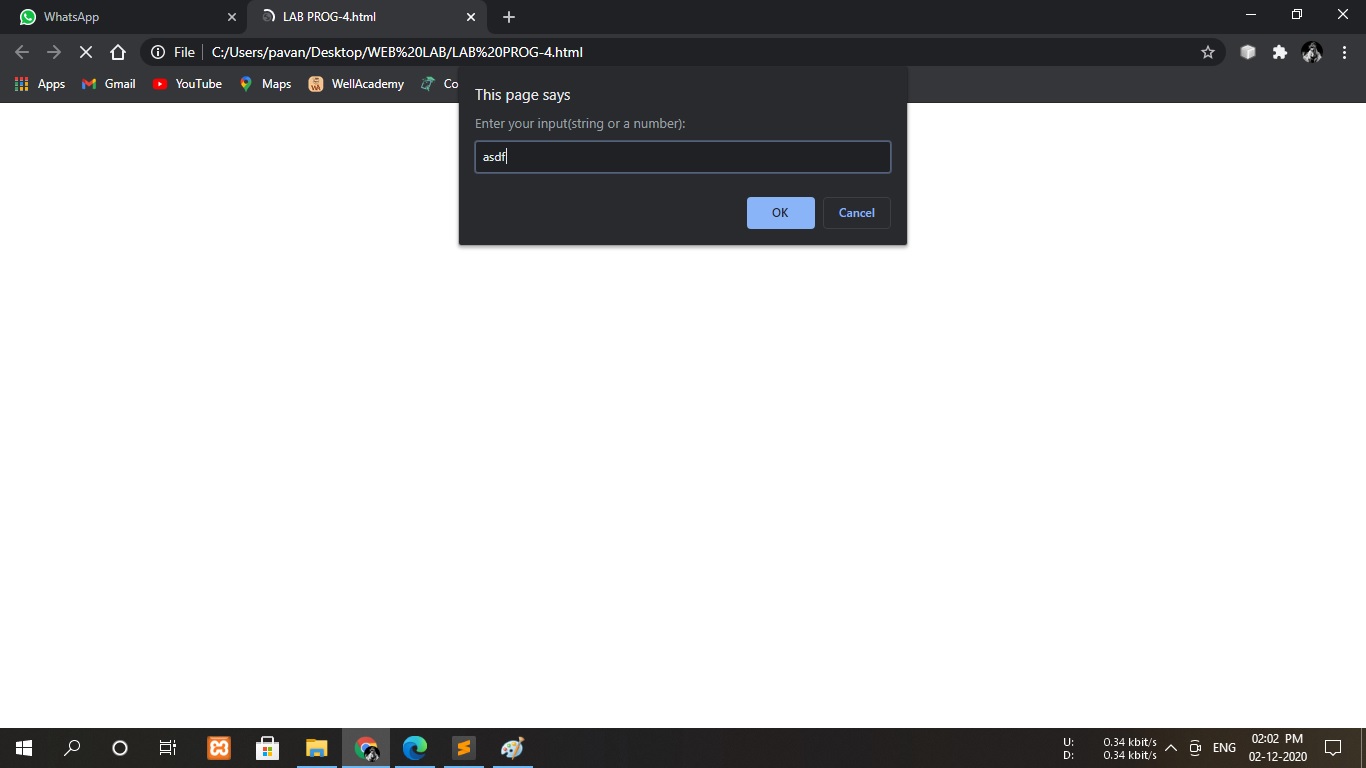 WhatsApp
LAB PROG-4.html
File
C:/Users/pavan/Desktop/WEB%20LAB/LAB%20PROG-4.html
Apps
Gmail
YouTube
Maps
WellAcademy
Co
This page says
Enter your input(string or a number):
asdf
OK
Cancel
U: 0.34 kbit/s
D: 0.34 kbit/s
ENG
02:02 PM
02-12-2020